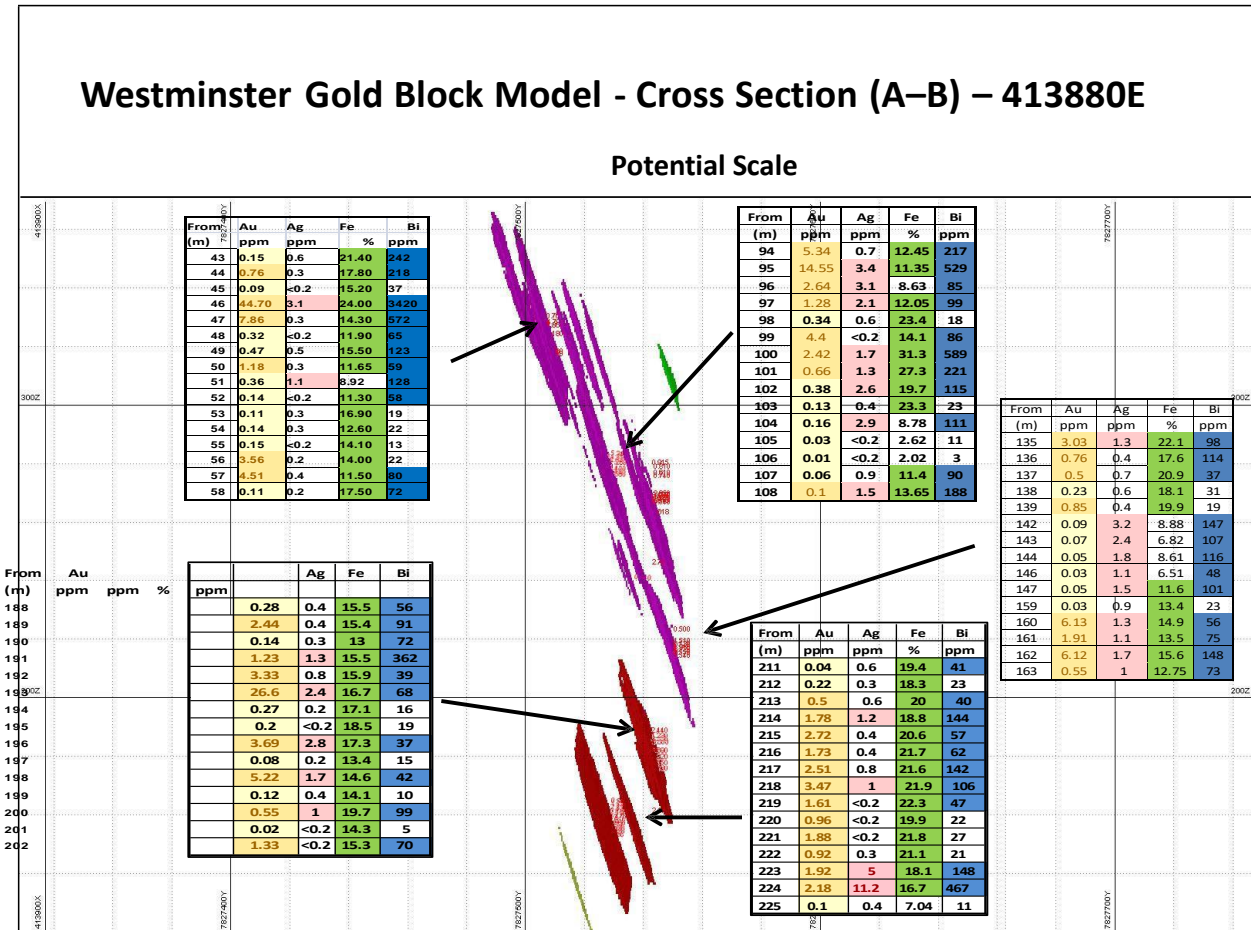 Westminster Gold Block Model - Cross Section (A–B) – 413880E
Potential Scale
413900X
7827400Y
7827500Y
7827700Y
From Au Ag Fe Bi
(m) ppm ppm % ppm
43 0.15 0.6 21.40 242
44 0.76 0.3 17.80 218
45 0.09 <0.2 15.20 37
46 44.70 3.1 24.00 3420
47 7.86 0.3 14.30 572
48 0.32 <0.2 11.90 65
49 0.47 0.5 15.50 123
50 1.18 0.3 11.65 59
51 0.36 1.1 8.92 128
52 0.14 <0.2 11.30 58
53 0.11 0.3 16.90 19
54 0.14 0.3 12.60 22
55 0.15 <0.2 14.10 13
56 3.56 0.2 14.00 22
57 4.51 0.4 11.50 80
58 0.11 0.2 17.50 72
From Au Ag Fe Bi
(m) ppm ppm % ppm
94 5.34 0.7 12.45 217
95 14.55 3.4 11.35 529
96 2.64 3.1 8.63 85
97 1.28 2.1 12.05 99
98 0.34 0.6 23.4 18
99 4.4 <0.2 14.1 86
100 2.42 1.7 31.3 589
101 0.66 1.3 27.3 221
102 0.38 2.6 19.7 115
103 0.13 0.4 23.3 23
104 0.16 2.9 8.78 111
105 0.03 <0.2 2.62 11
106 0.01 <0.2 2.02 3
107 0.06 0.9 11.4 90
108 0.1 1.5 13.65 188
300Z
200Z
From Au Ag Fe Bi
(m) ppm ppm % ppm
135 3.03 1.3 22.1 98
136 0.76 0.4 17.6 114
137 0.5 0.7 20.9 37
138 0.23 0.6 18.1 31
139 0.85 0.4 19.9 19
142 0.09 3.2 8.88 147
143 0.07 2.4 6.82 107
144 0.05 1.8 8.61 116
146 0.03 1.1 6.51 48
147 0.05 1.5 11.6 101
159 0.03 0.9 13.4 23
160 6.13 1.3 14.9 56
161 1.91 1.1 13.5 75
162 6.12 1.7 15.6 148
163 0.55 1 12.75 73
From Au Ag Fe Bi
(m) ppm ppm % ppm
188 0.28 0.4 15.5 56
189 2.44 0.4 15.4 91
190 0.14 0.3 13 72
191 1.23 1.3 15.5 362
192 3.33 0.8 15.9 39
193 26.6 2.4 16.7 68
194 0.27 0.2 17.1 16
195 0.2 <0.2 18.5 19
196 3.69 2.8 17.3 37
197 0.08 0.2 13.4 15
198 5.22 1.7 14.6 42
199 0.12 0.4 14.1 10
200 0.55 1 19.7 99
201 0.02 <0.2 14.3 5
202 1.33 <0.2 15.3 70
From Au Ag Fe Bi
(m) ppm ppm % ppm
211 0.04 0.6 19.4 41
212 0.22 0.3 18.3 23
213 0.5 0.6 20 40
214 1.78 1.2 18.8 144
215 2.72 0.4 20.6 57
216 1.73 0.4 21.7 62
217 2.51 0.8 21.6 142
218 3.47 1 21.9 106
219 1.61 <0.2 22.3 47
220 0.96 <0.2 19.9 22
221 1.88 <0.2 21.8 27
222 0.92 0.3 21.1 21
223 1.92 5 18.1 148
224 2.18 11.2 16.7 467
225 0.1 0.4 7.04 11
200Z
413900X
7827400Y
7827500Y
7827700Y